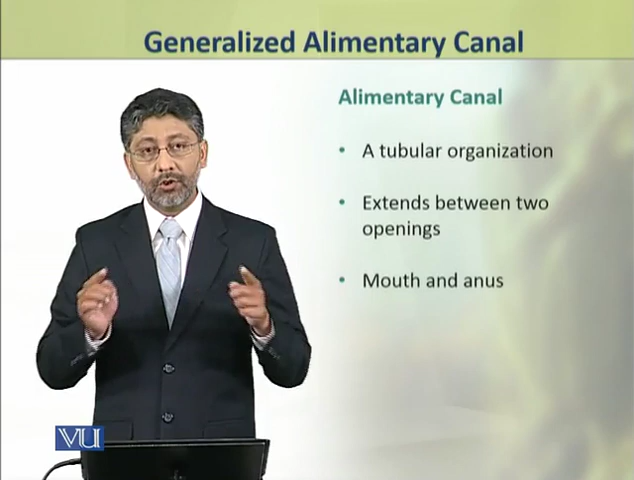 Generalized Alimentary Canal
Alimentary Canal
• A tubular organization
• Extends between two
openings
• Mouth and anus
VU